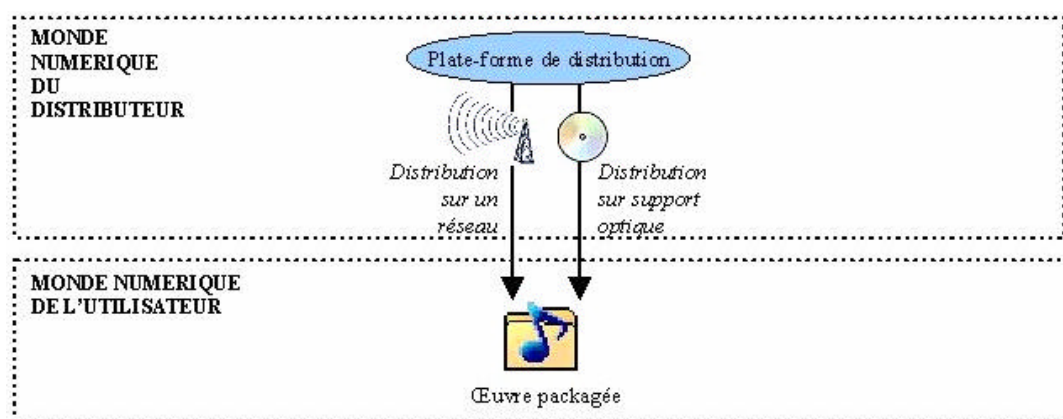 MONDE
NUMERIQUE
DU
DISTRIBUTEUR
Plate-forme de distribution
Distribution
sur un
réseau
Distribution
sur support
optique
MONDE NUMERIQUE
DE L'UTILISATEUR
Œuvre packagée